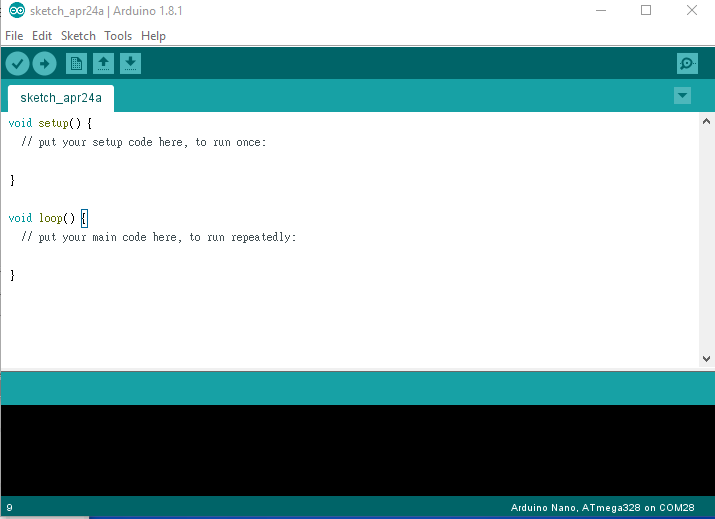 sketch_apr24a | Arduino 1.8.1
File Edit Sketch Tools Help
sketch_apr24a
void setup() {
  // put your setup code here, to run once:
}
void loop() {
  // put your main code here, to run repeatedly:
}
9
Arduino Nano, ATmega328 on COM28